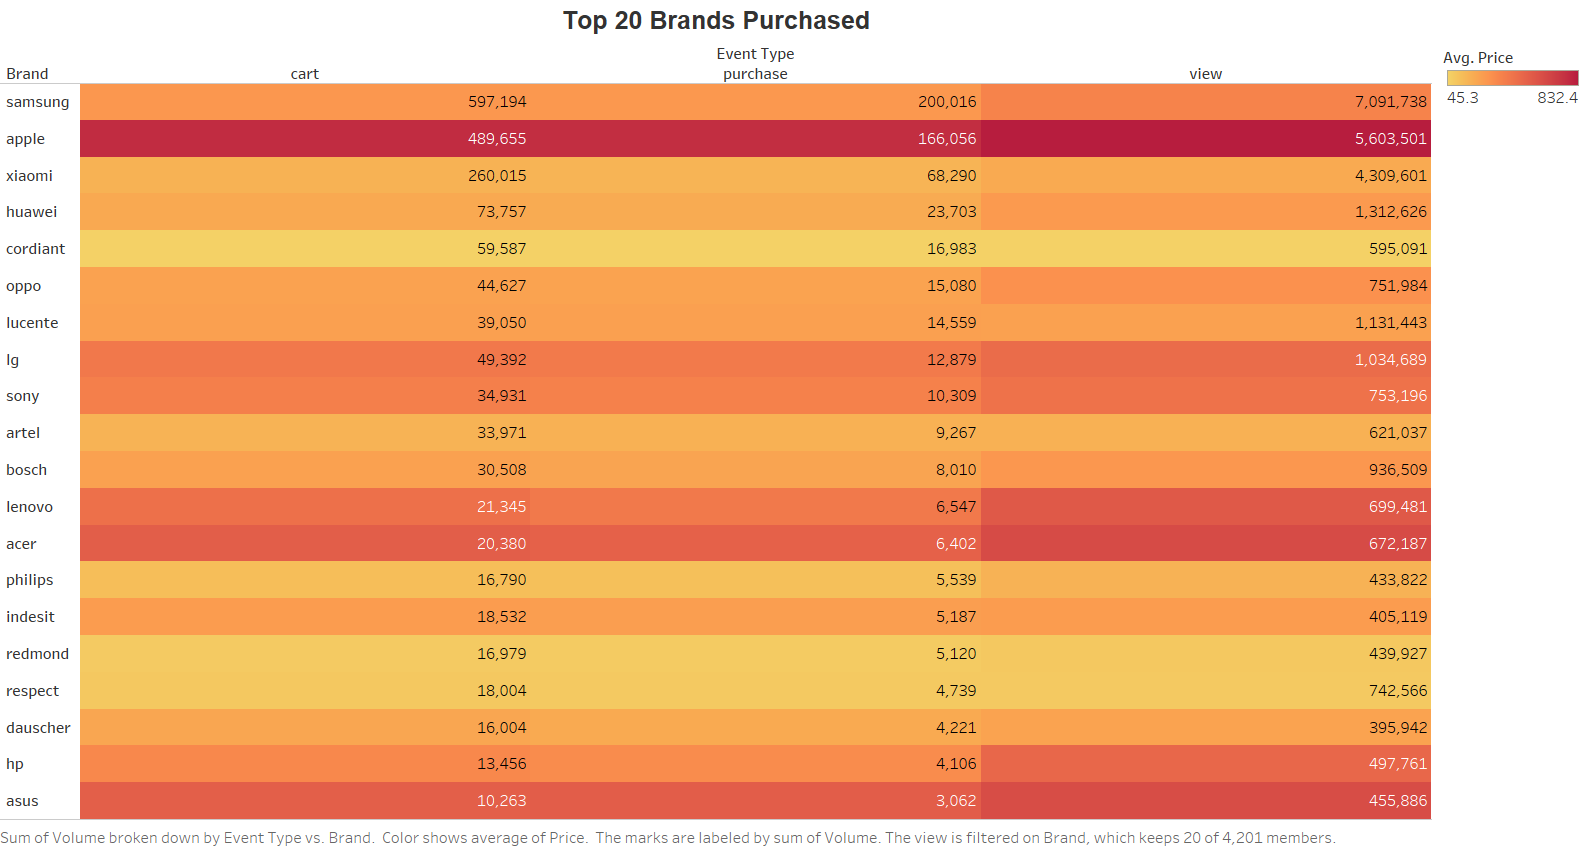 Top 20 Brands Purchased
Event Type
Brand cart purchase view
samsung 597,194 200,016 7,091,738
apple 489,655 166,056 5,603,501
xiaomi 260,015 68,290 4,309,601
huawei 73,757 23,703 1,312,626
cordiant 59,587 16,983 595,091
oppo 44,627 15,080 751,984
lucente 39,050 14,559 1,131,443
lg 49,392 12,879 1,034,689
sony 34,931 10,309 753,196
artel 33,971 9,267 621,037
bosch 30,508 8,010 936,509
lenovo 21,345 6,547 699,481
acer 20,380 6,402 672,187
philips 16,790 5,539 433,822
indesit 18,532 5,187 405,119
redmond 16,979 5,120 439,927
respect 18,004 4,739 742,566
dauscher 16,004 4,221 395,942
hp 13,456 4,106 497,761
asus 10,263 3,062 455,886
Avg. Price
45.3 832.4
Sum of Volume broken down by Event Type vs. Brand. Color shows average of Price. The marks are labeled by sum of Volume. The view is filtered on Brand, which keeps 20 of 4,201 members.